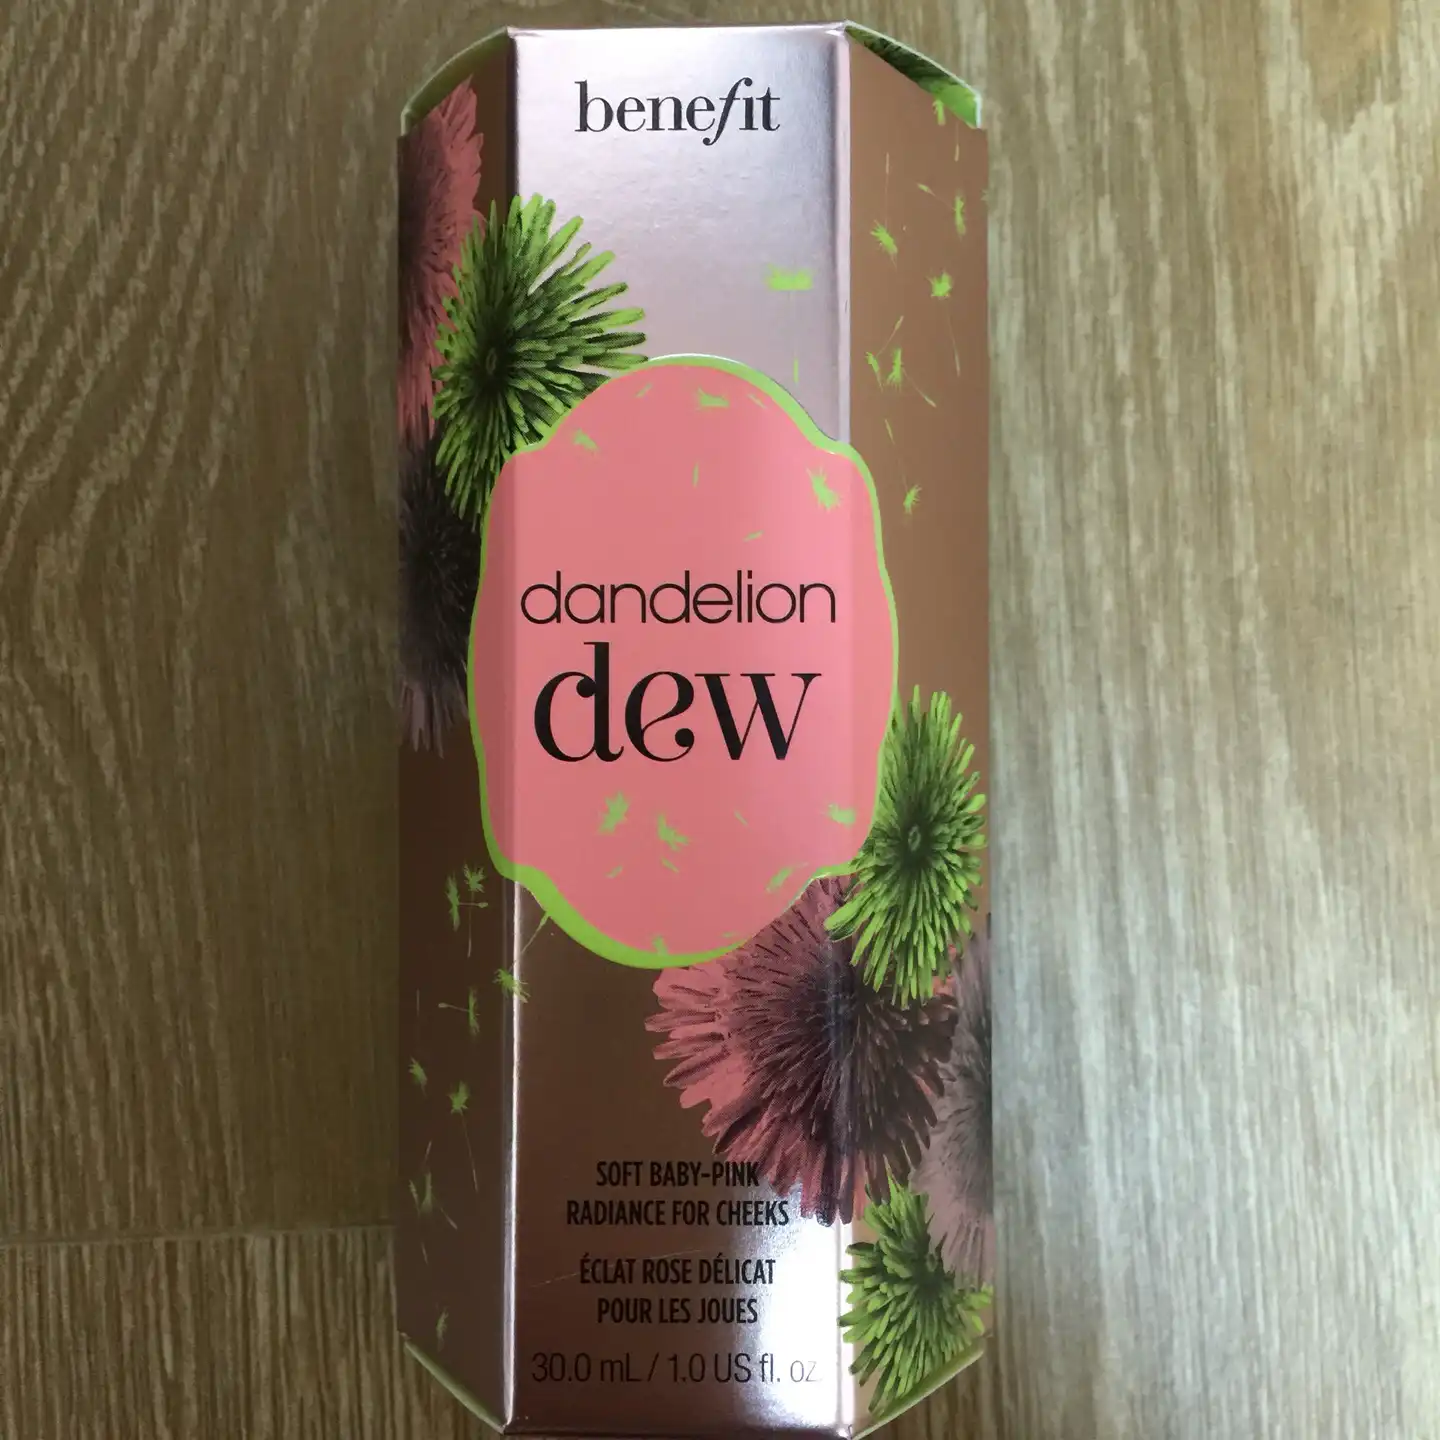 benefit
dandelion
dew
SOFT BABY-PINK
RADIANCE FOR CHEEKS
ÉCLAT ROSE DÉLICAT
POUR LES JOUES
30.0 mL / 1.0 US fl. oz.